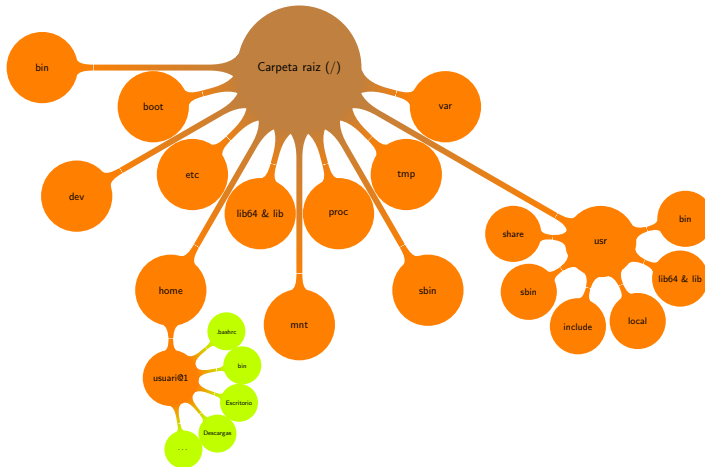 Carpeta raiz (/)
bin
boot
var
dev
etc
tmp
lib64 & lib
proc
usr
share
bin
sbin
lib64 & lib
include
local
home
mnt
sbin
usuari@1
.bashrc
bin
Escritorio
Descargas
...